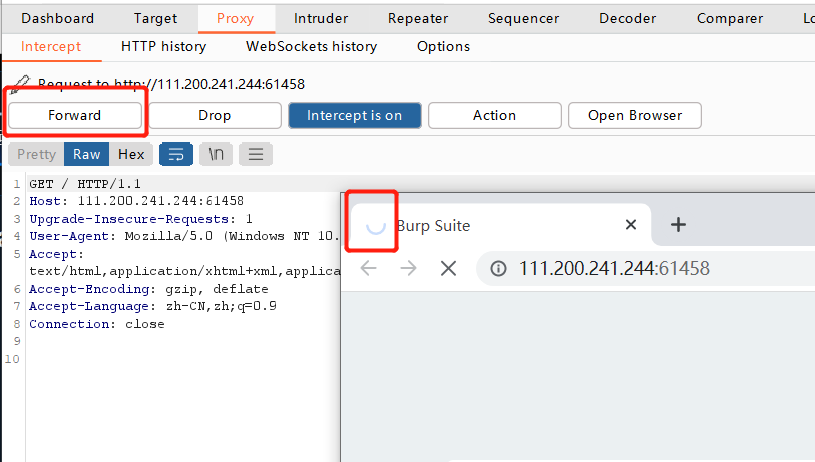 Dashboard Target Proxy Intruder Repeater Sequencer Decoder Comparer
Intercept HTTP history WebSockets history Options
Request to http://111.200.241.244:61458
Forward Drop Intercept is on Action Open Browser
Pretty Raw Hex \n
1 GET / HTTP/1.1
2 Host: 111.200.241.244:61458
3 Upgrade-Insecure-Requests: 1
4 User-Agent: Mozilla/5.0 (Windows NT 10.
5 Accept:
text/html,application/xhtml+xml,applica
6 Accept-Encoding: gzip, deflate
7 Accept-Language: zh-CN,zh;q=0.9
8 Connection: close
9
10
Burp Suite
111.200.241.244:61458